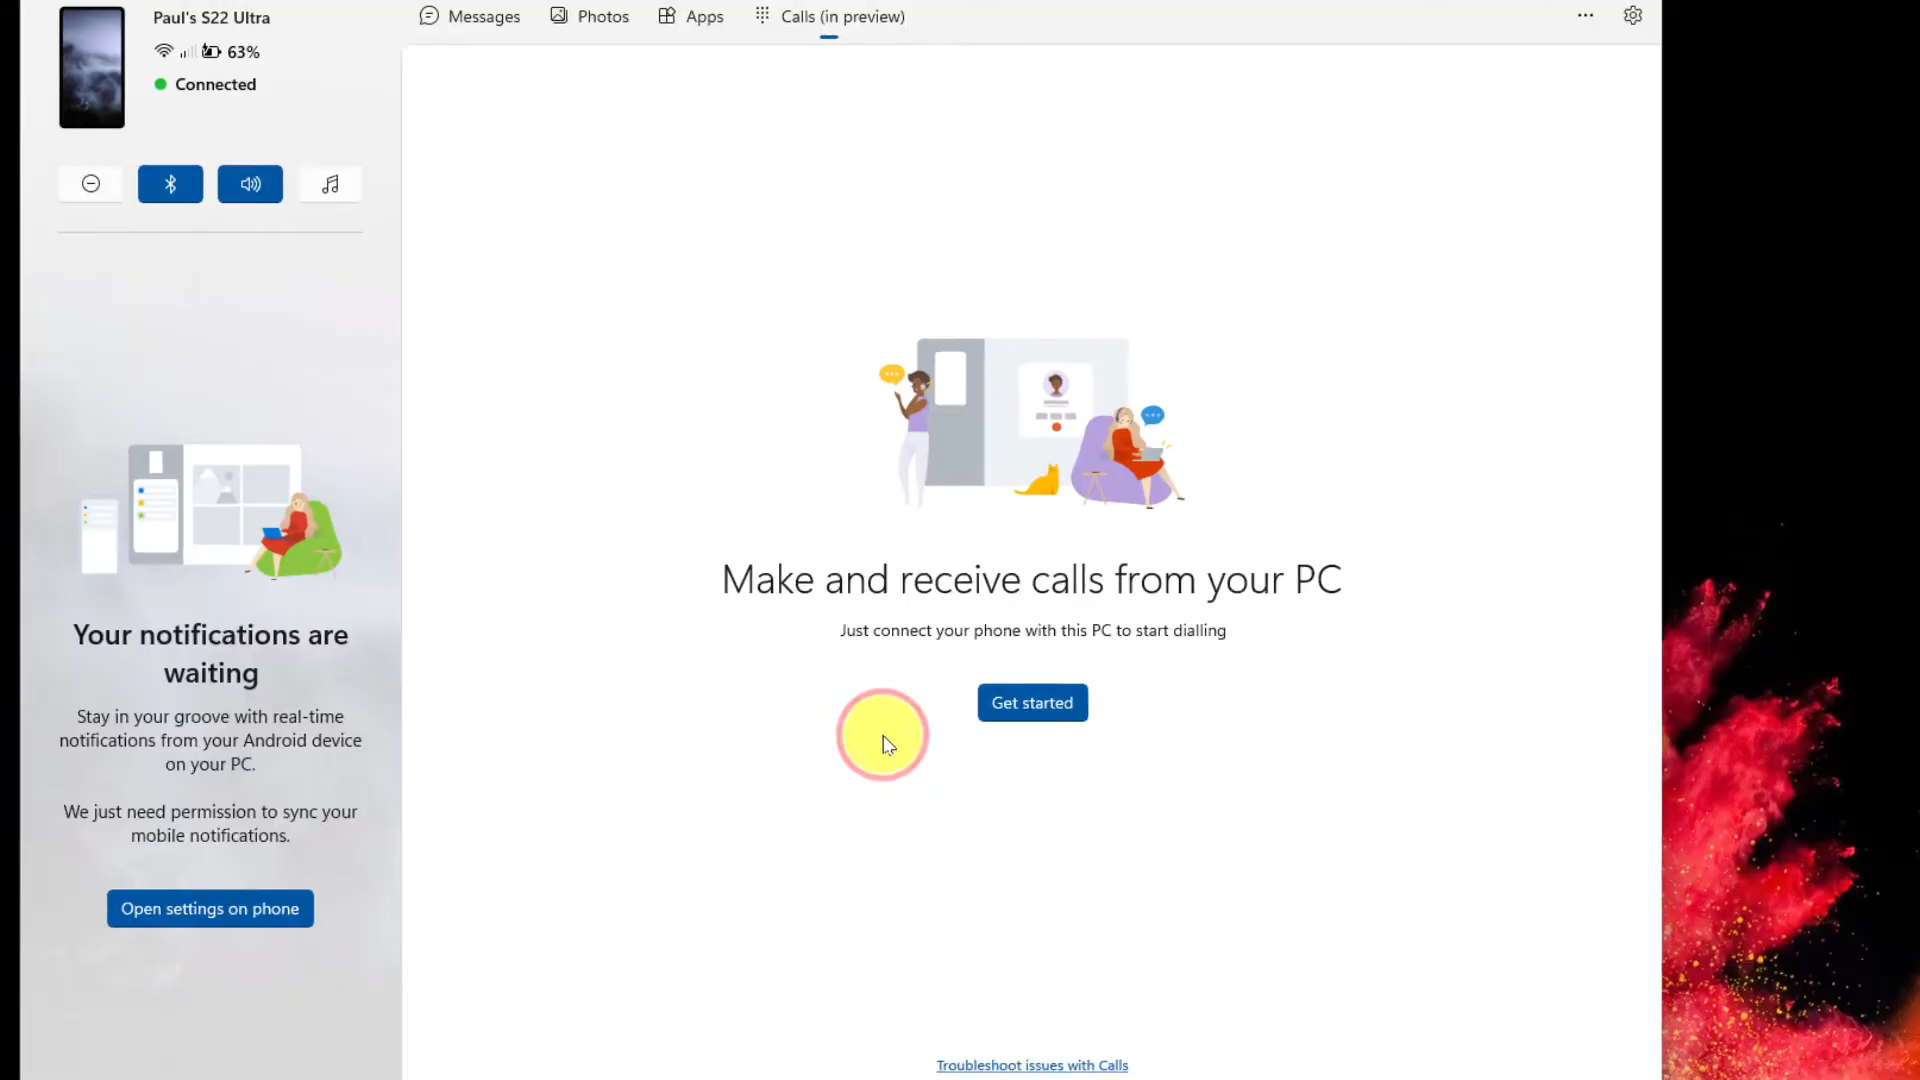 Paul's S22 Ultra
63%
Connected
Messages
Photos
Apps
Calls (in preview)
Your notifications are
waiting
Stay in your groove with real-time
notifications from your Android device
on your PC.
We just need permission to sync your
mobile notifications.
Open settings on phone
Make and receive calls from your PC
Just connect your phone with this PC to start dialling
Get started
Troubleshoot issues with Calls